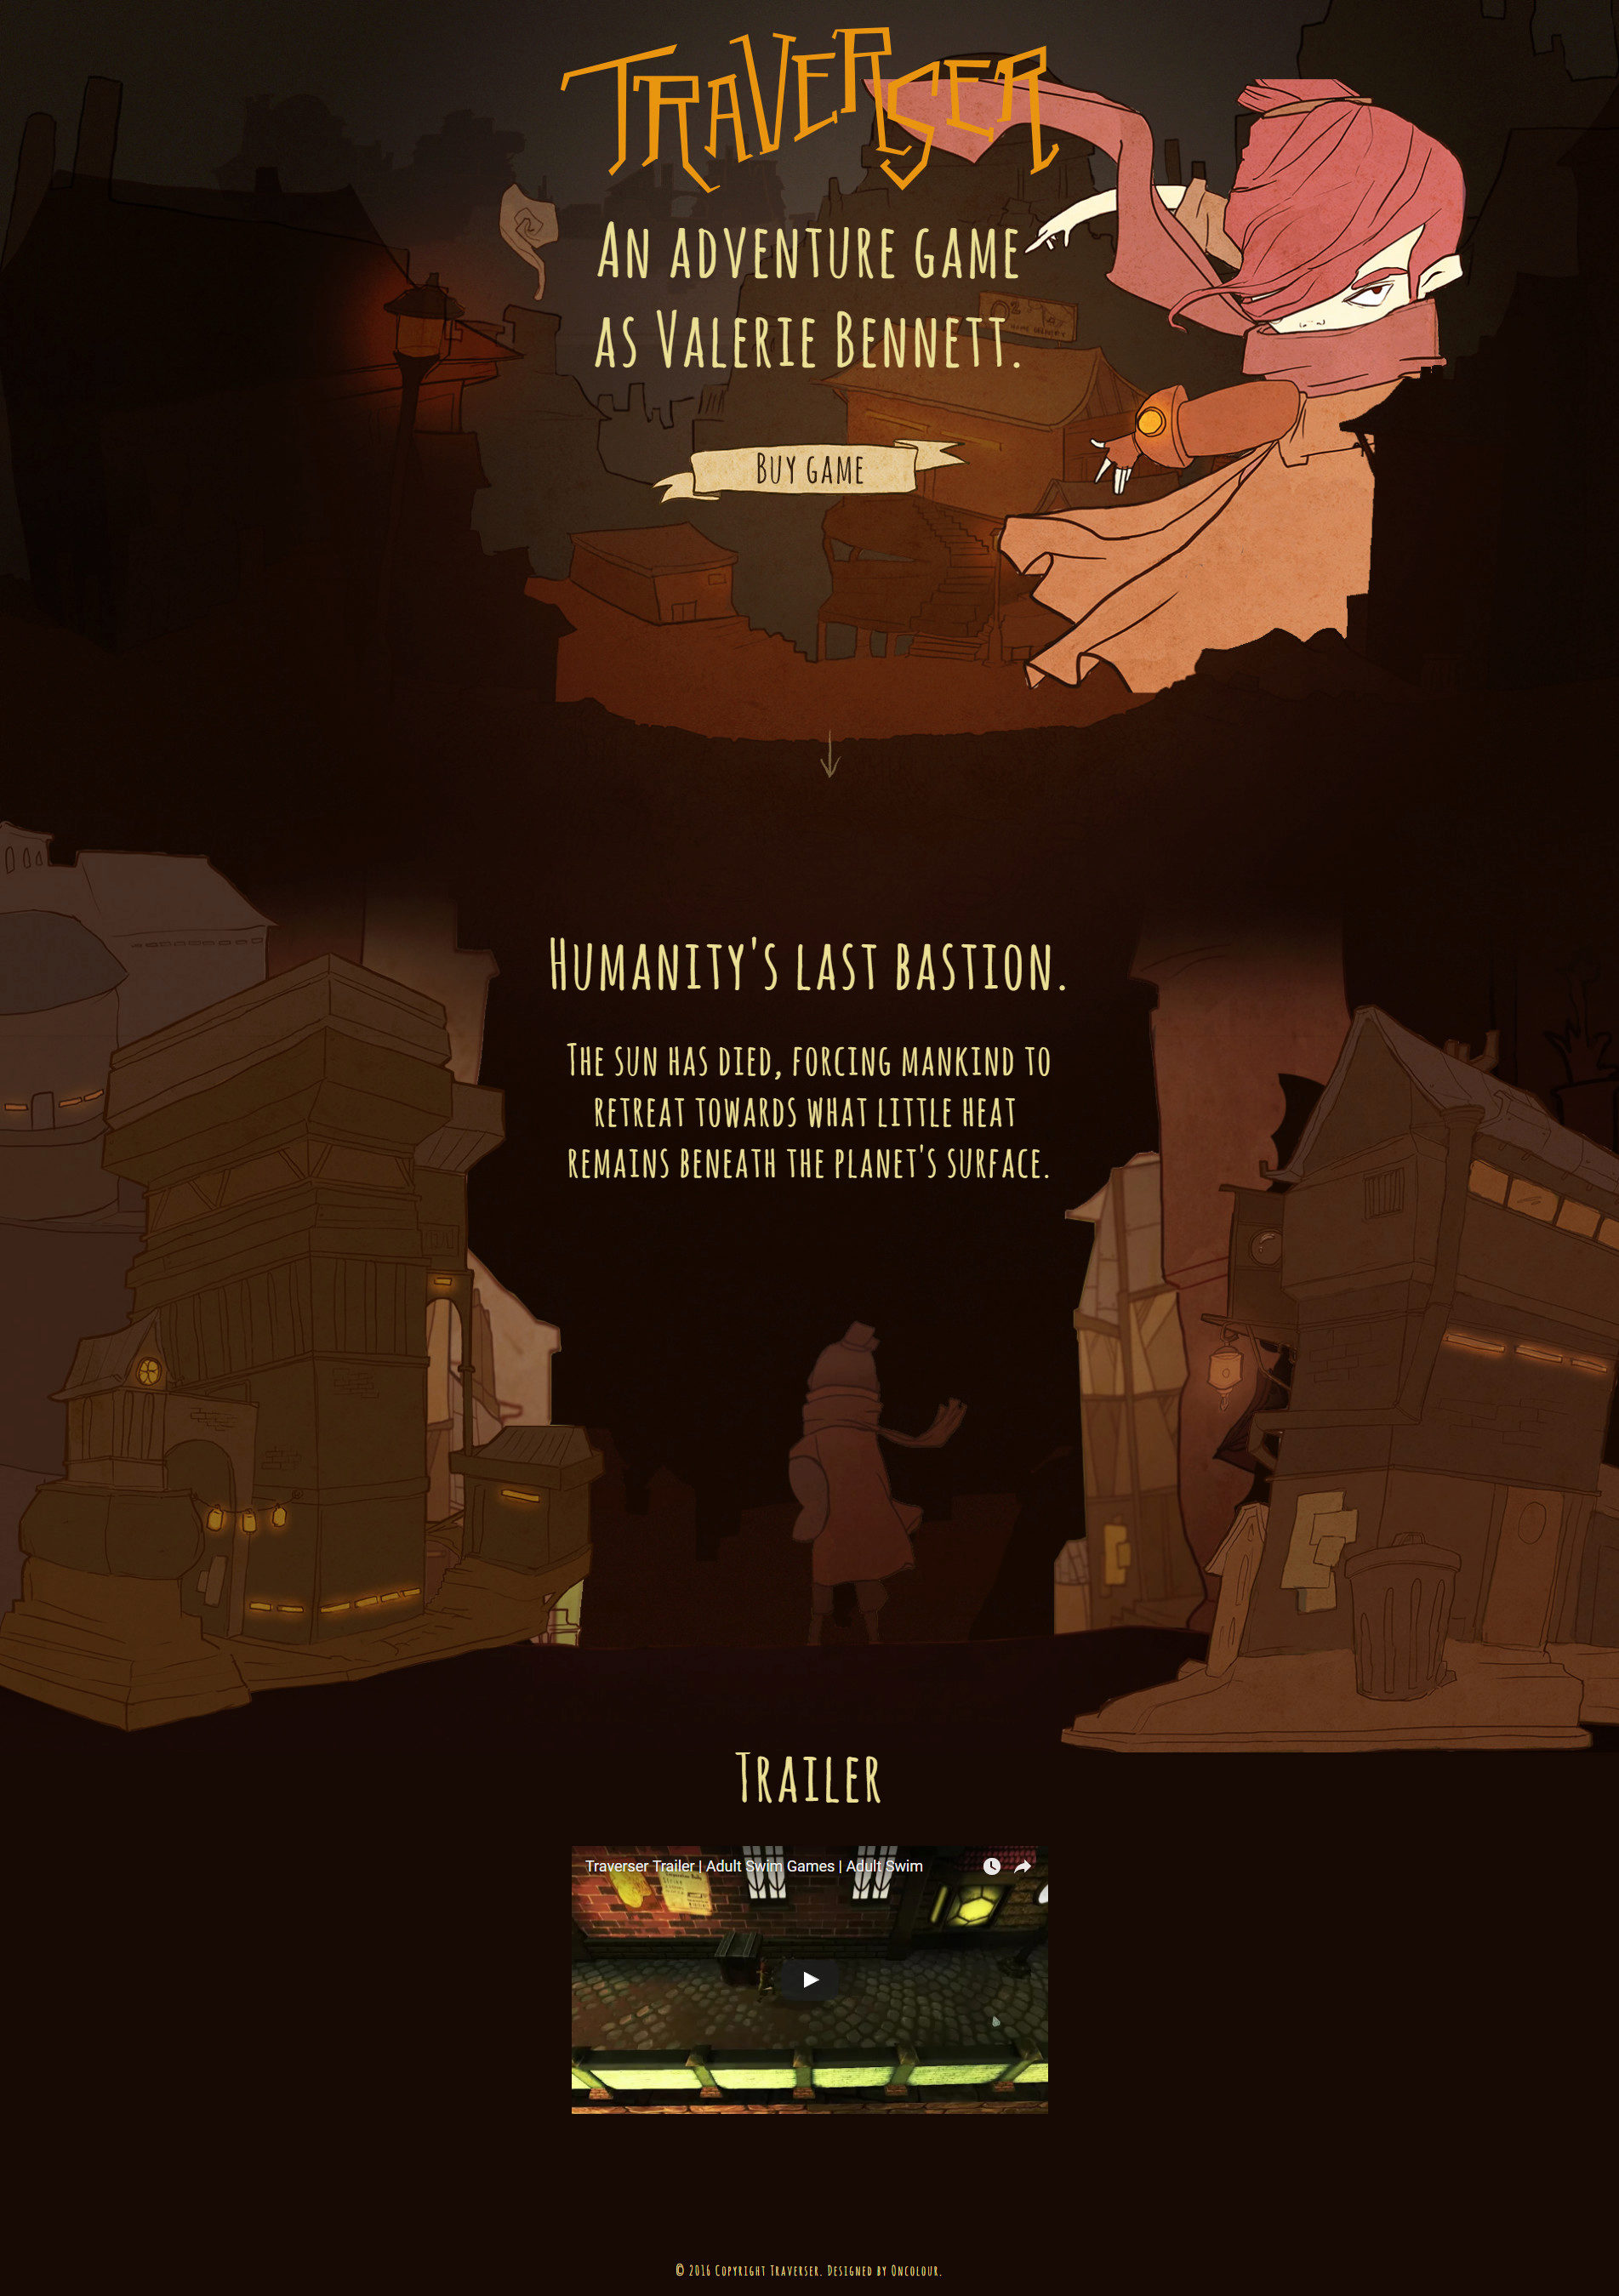 TRAVERSER
An adventure game
as Valerie Bennett.
Buy game
Humanity's last bastion.
The sun has died, forcing mankind to
retreat towards what little heat
remains beneath the planet's surface.
Trailer
Traverser Trailer | Adult Swim Games | Adult Swim
© 2016 Copyright Traverser. Designed by Oncolour.